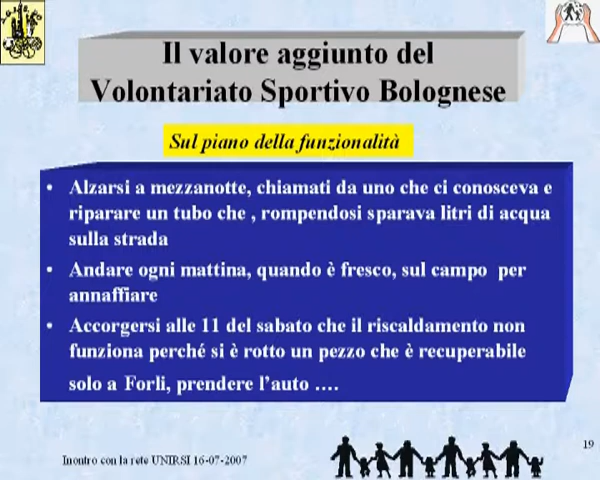 Il valore aggiunto del
Volontariato Sportivo Bolognese
Sul piano della funzionalità
• Alzarsi a mezzanotte, chiamati da uno che ci conosceva e
riparare un tubo che , rompendosi sparava litri di acqua
sulla strada
• Andare ogni mattina, quando è fresco, sul campo per
annaffiare
• Accorgersi alle 11 del sabato che il riscaldamento non
funziona perché si è rotto un pezzo che è recuperabile
solo a Forlì, prendere l'auto ....
19
Inontro con la rete UNIRSI 16-07-2007